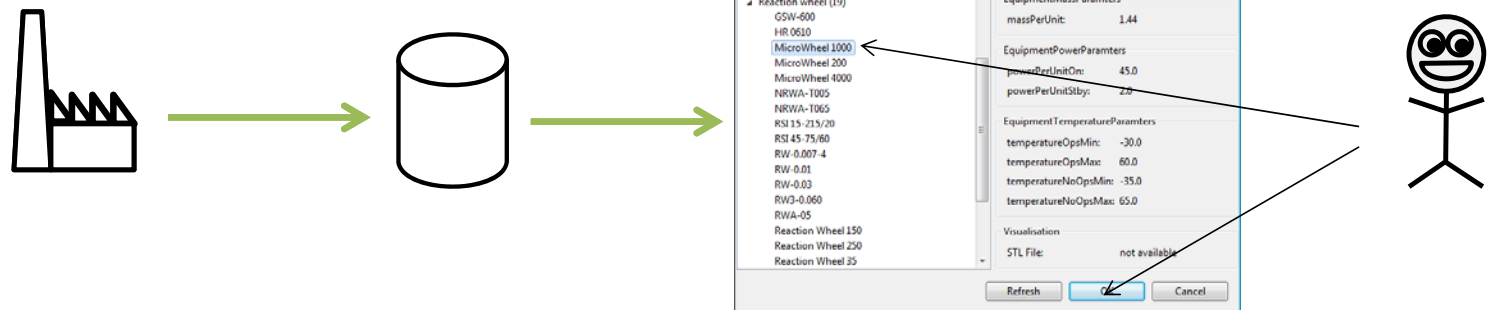 Reaction wheel (19)
GSW-600
HR 0610
MicroWheel 1000
MicroWheel 200
MicroWheel 4000
NRWA-T005
NRWA-T065
RSI 15-215/20
RSI 45-75/60
RW-0.007-4
RW-0.01
RW-0.03
RW3-0.060
RWA-05
Reaction Wheel 150
Reaction Wheel 250
Reaction Wheel 35
EquipmentMassParamters
massPerUnit: 1.44
EquipmentPowerParamters
powerPerUnitOn: 45.0
powerPerUnitStby: 2.0
EquipmentTemperatureParamters
temperatureOpsMin: -30.0
temperatureOpsMax: 60.0
temperatureNoOpsMin: -35.0
temperatureNoOpsMax: 65.0
Visualisation
STL File: not available
Refresh OK Cancel